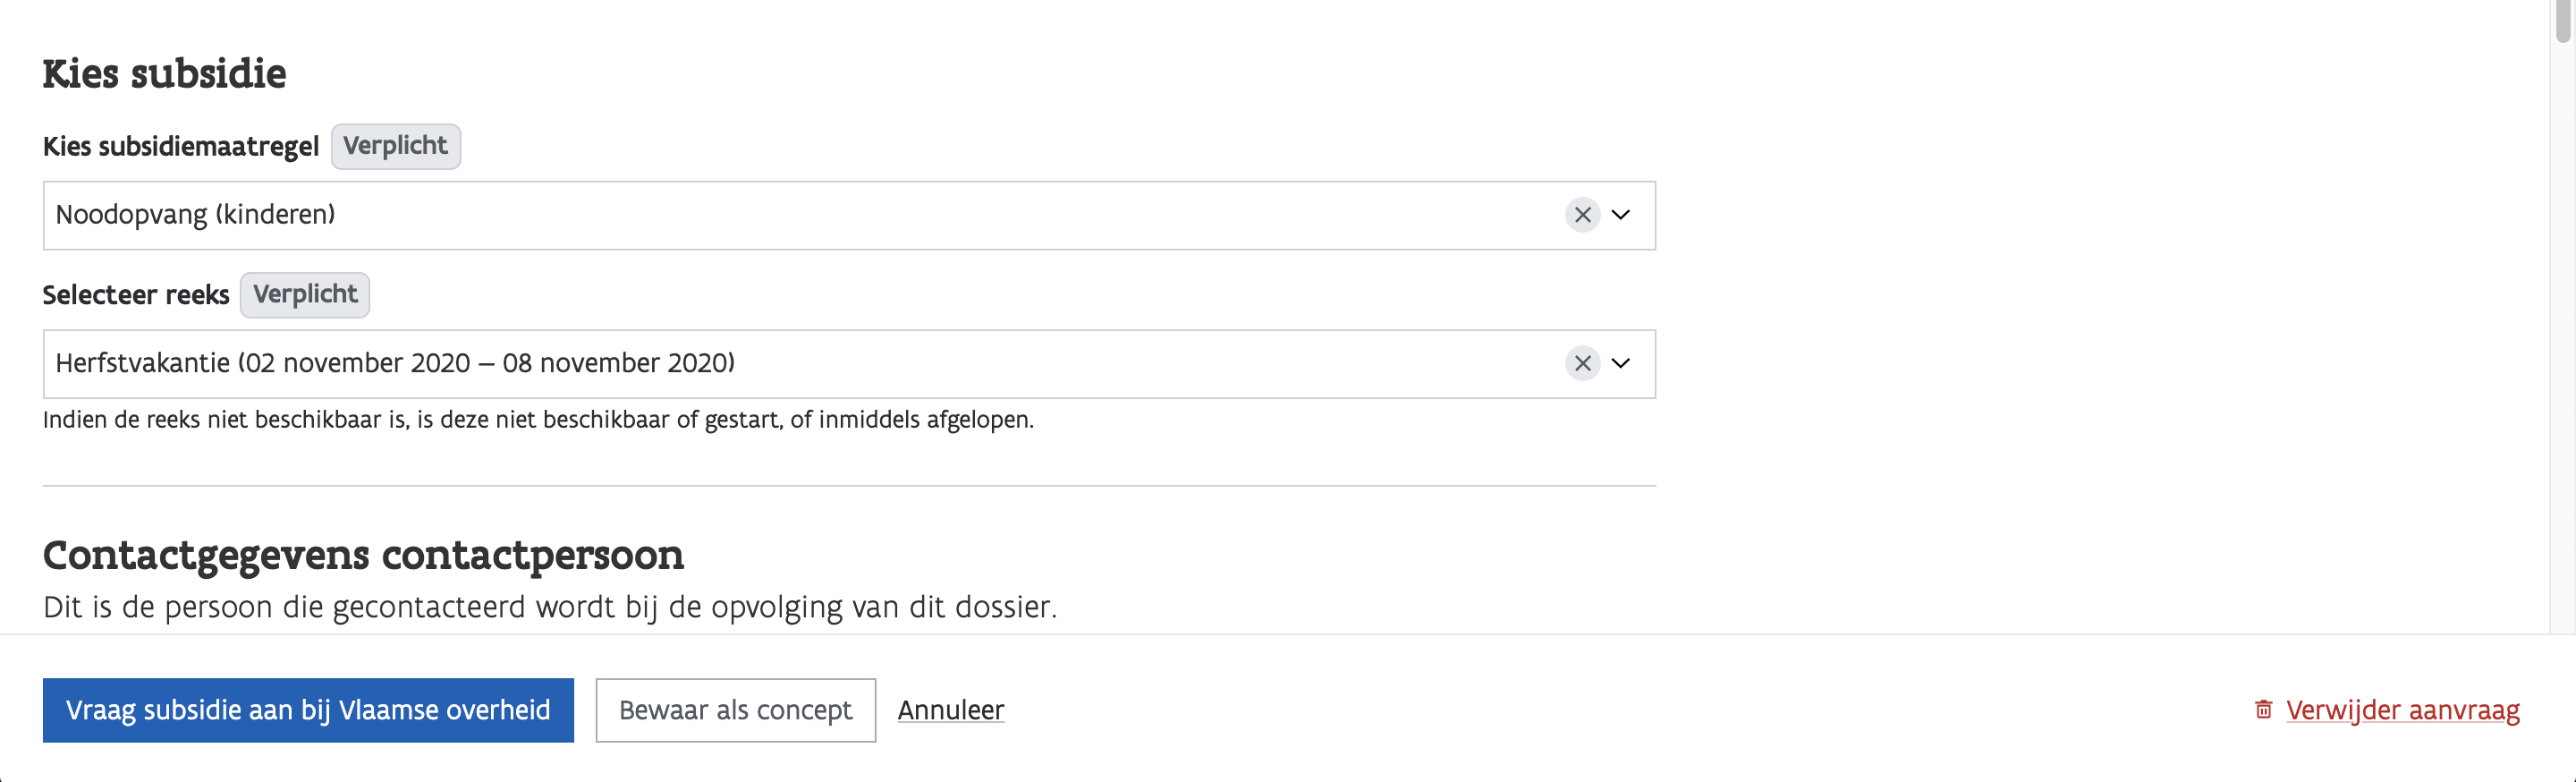 Kies subsidie
Kies subsidiemaatregel Verplicht
Noodopvang (kinderen)
Selecteer reeks Verplicht
Herfstvakantie (02 november 2020 – 08 november 2020)
Indien de reeks niet beschikbaar is, is deze niet beschikbaar of gestart, of inmiddels afgelopen.
Contactgegevens contactpersoon
Dit is de persoon die gecontacteerd wordt bij de opvolging van dit dossier.
Vraag subsidie aan bij Vlaamse overheid Bewaar als concept Annuleer Verwijder aanvraag